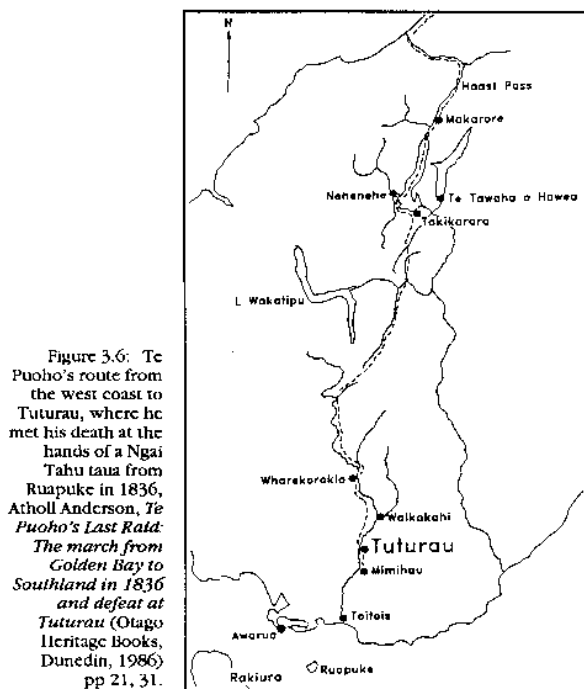 N
Haast Pass
Makarore
Nehenehe
Te Tawaha o Hawea
Takikarara
L Wakatipu
Wharekorokio
Waikakahi
Tuturau
Mimihau
Toitois
Awarua
Ruapuke
Rakiura
Figure 3.6: Te
Puoho's route from
the west coast to
Tuturau, where he
met his death at the
hands of a Ngai
Tahu taua from
Ruapuke in 1836,
Atholl Anderson, Te
Puoho's Last Raid:
The march from
Golden Bay to
Southland in 1836
and defeat at
Tuturau (Otago
Heritage Books,
Dunedin, 1986)
pp 21, 31.